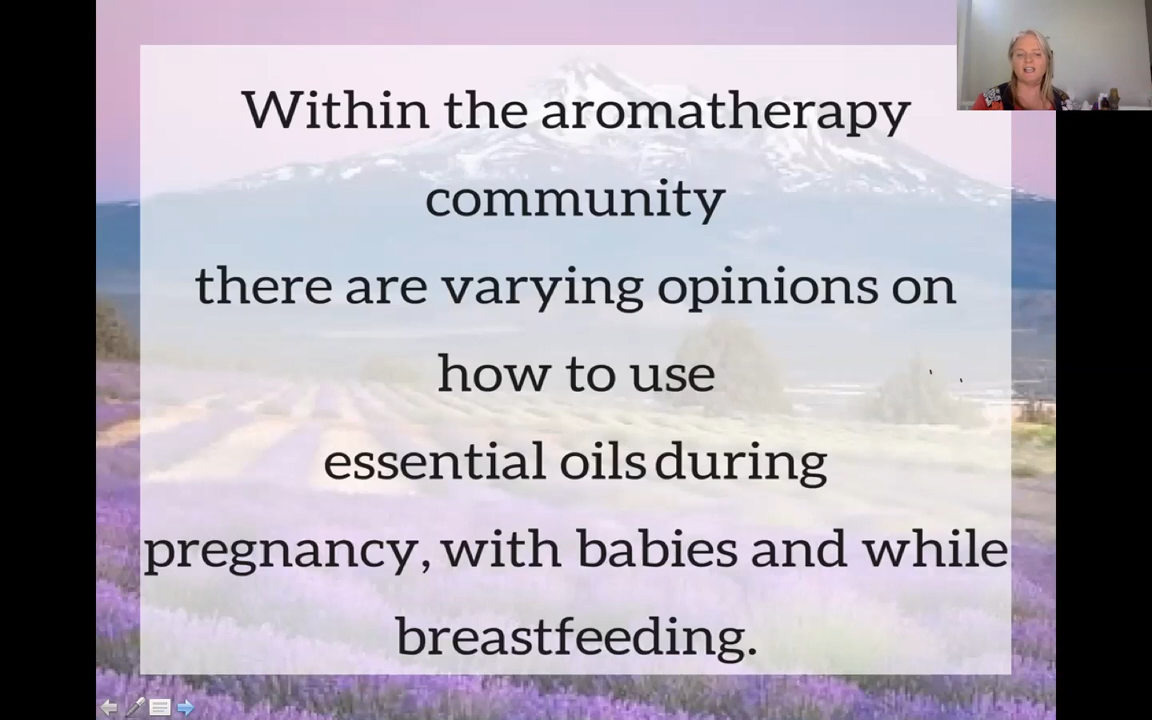 Within the aromatherapy
community
there are varying opinions on
how to use
essential oils during
pregnancy, with babies and while
breastfeeding.